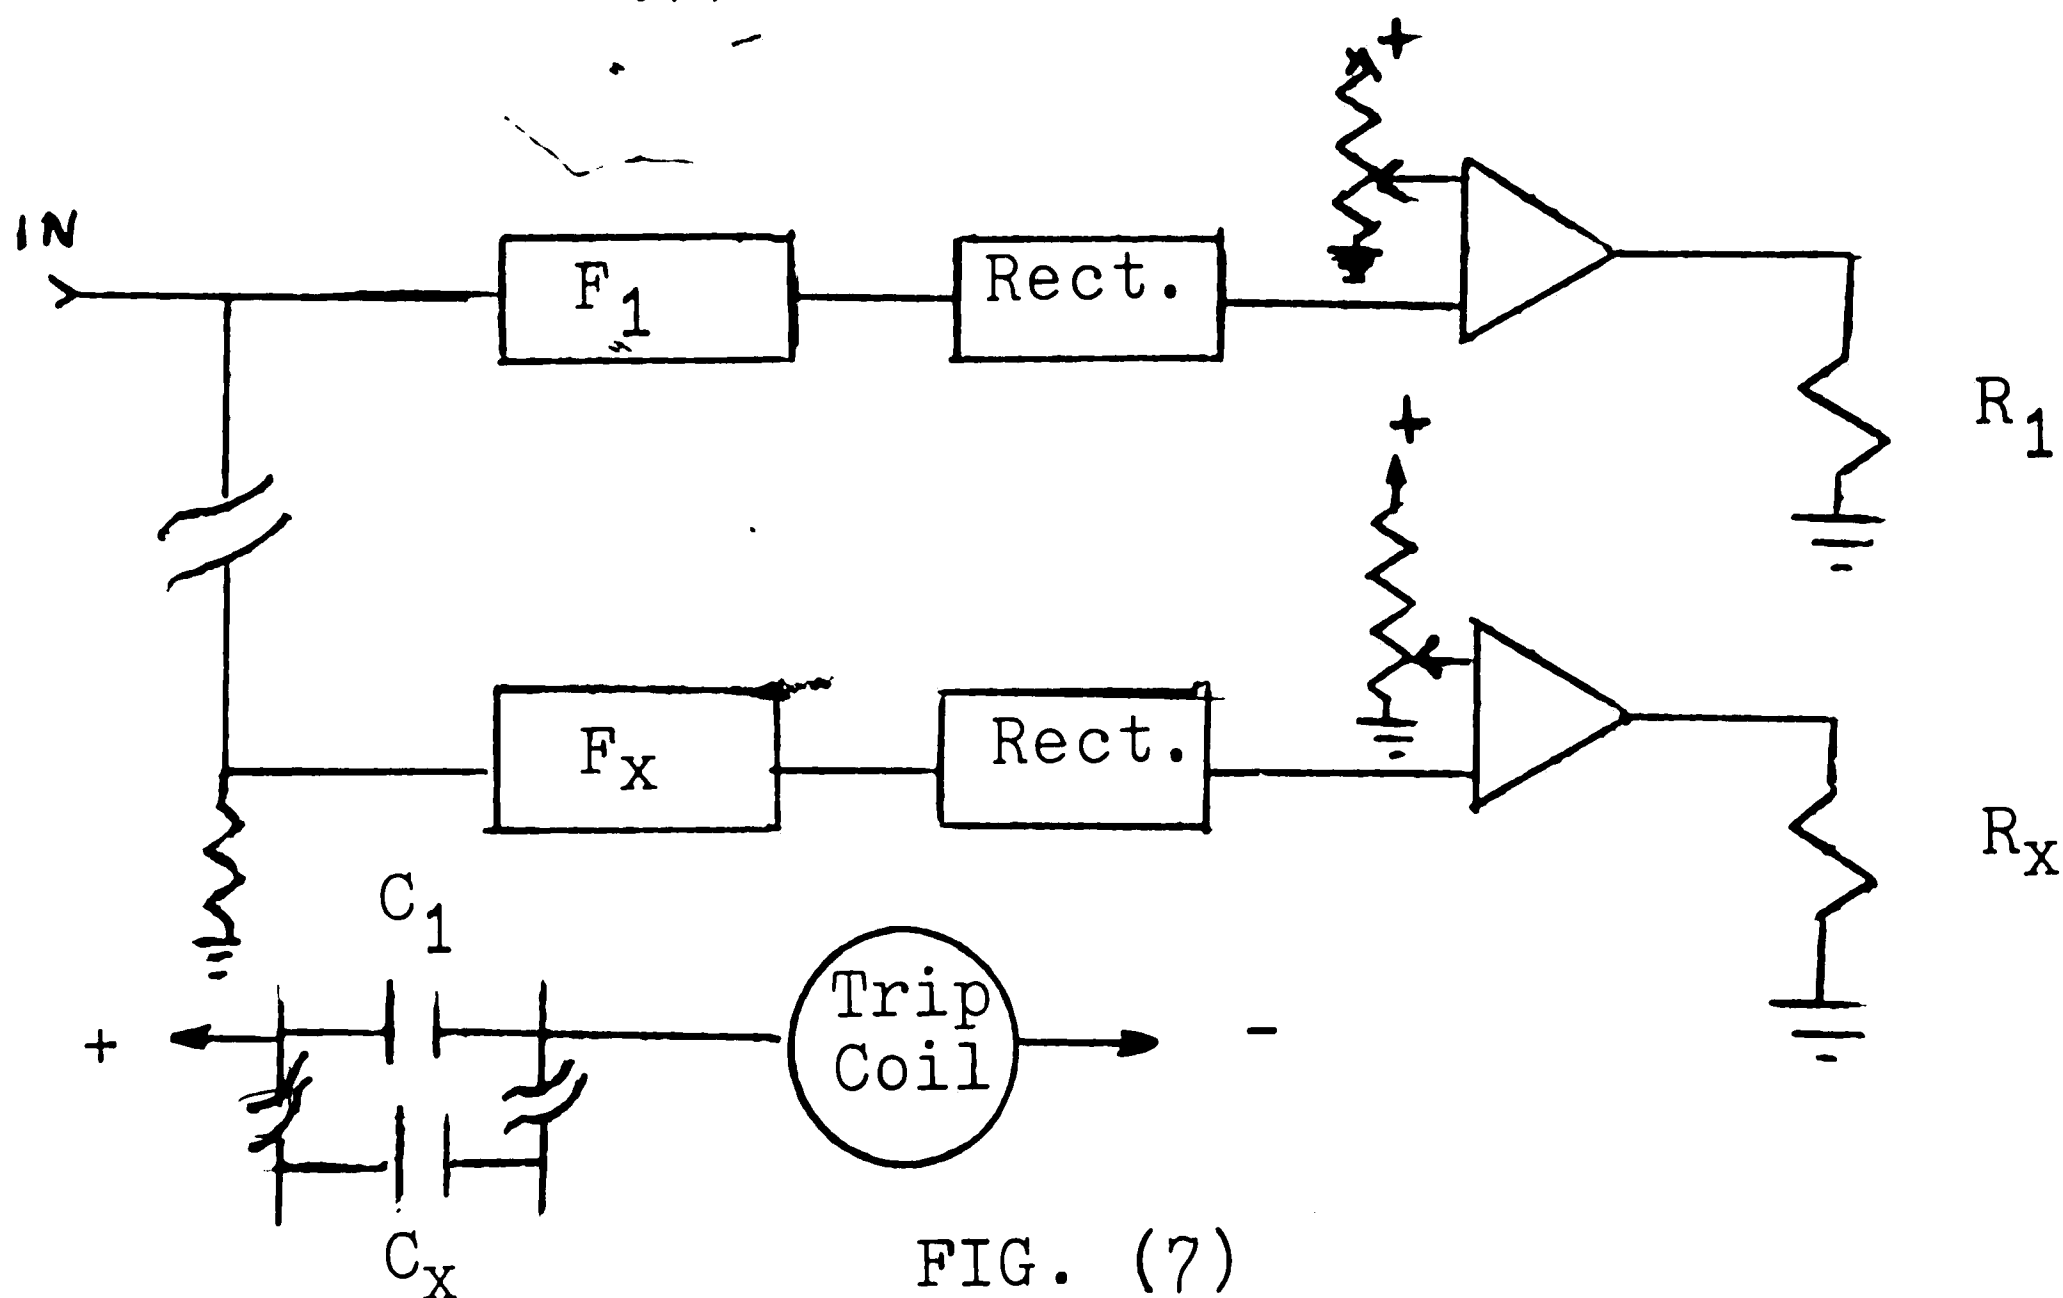 +
IN
F1
Rect.
R1
+
Fx
Rect.
Rx
C1
Trip
Coil
+
-
Cx
FIG. (7)